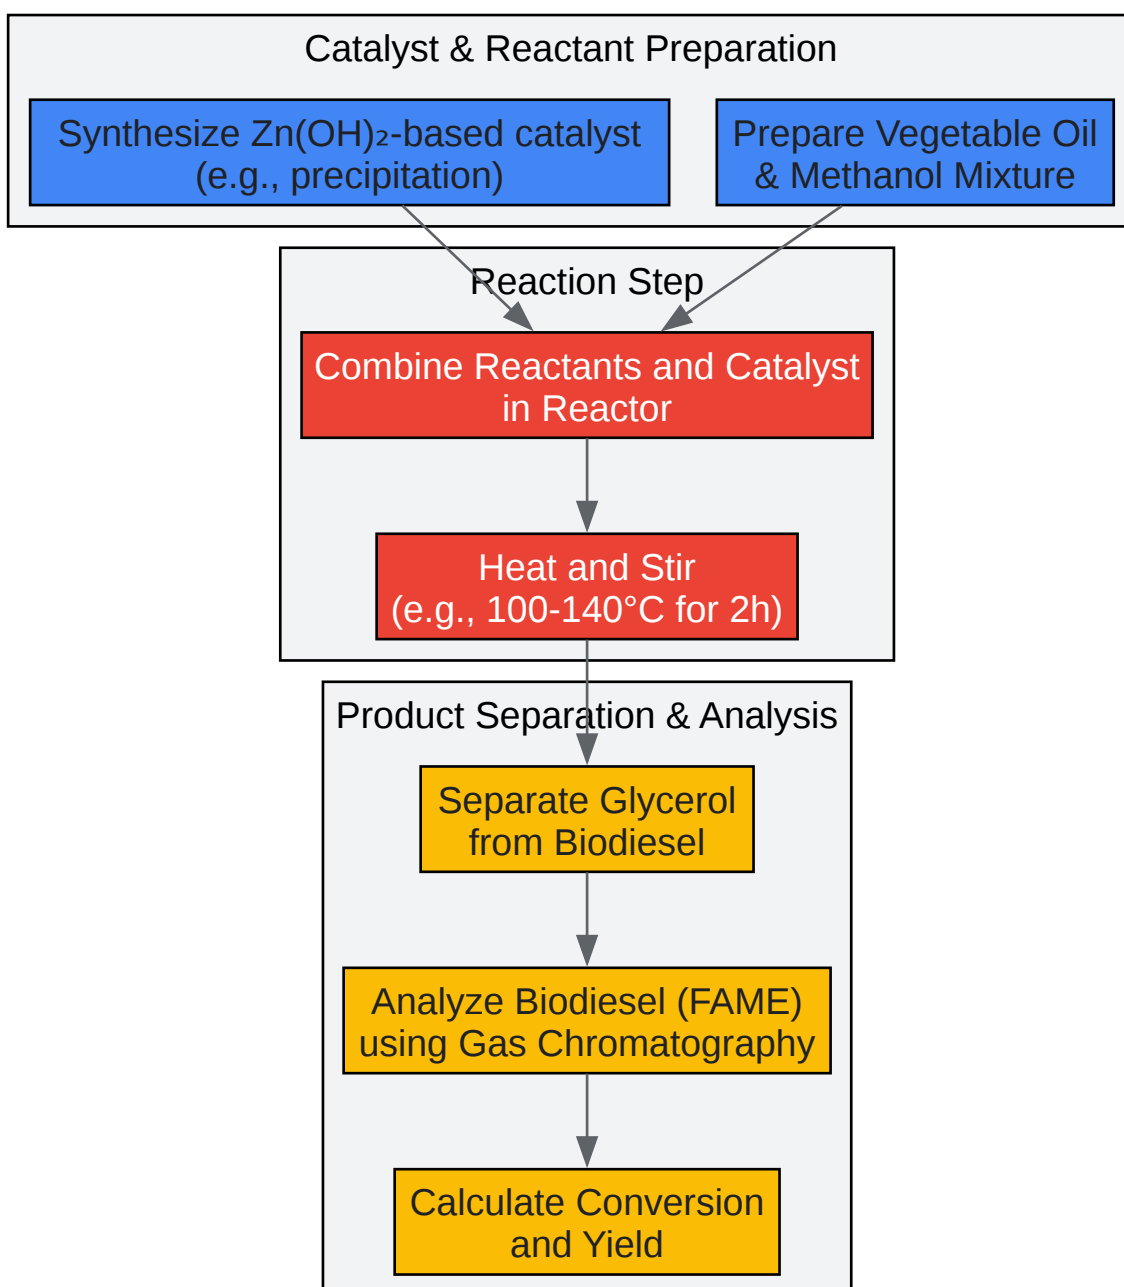 Catalyst & Reactant Preparation
Synthesize Zn(OH)₂-based catalyst
(e.g., precipitation)
Prepare Vegetable Oil
& Methanol Mixture
Reaction Step
Combine Reactants and Catalyst
in Reactor
Heat and Stir
(e.g., 100-140°C for 2h)
Product Separation & Analysis
Separate Glycerol
from Biodiesel
Analyze Biodiesel (FAME)
using Gas Chromatography
Calculate Conversion
and Yield